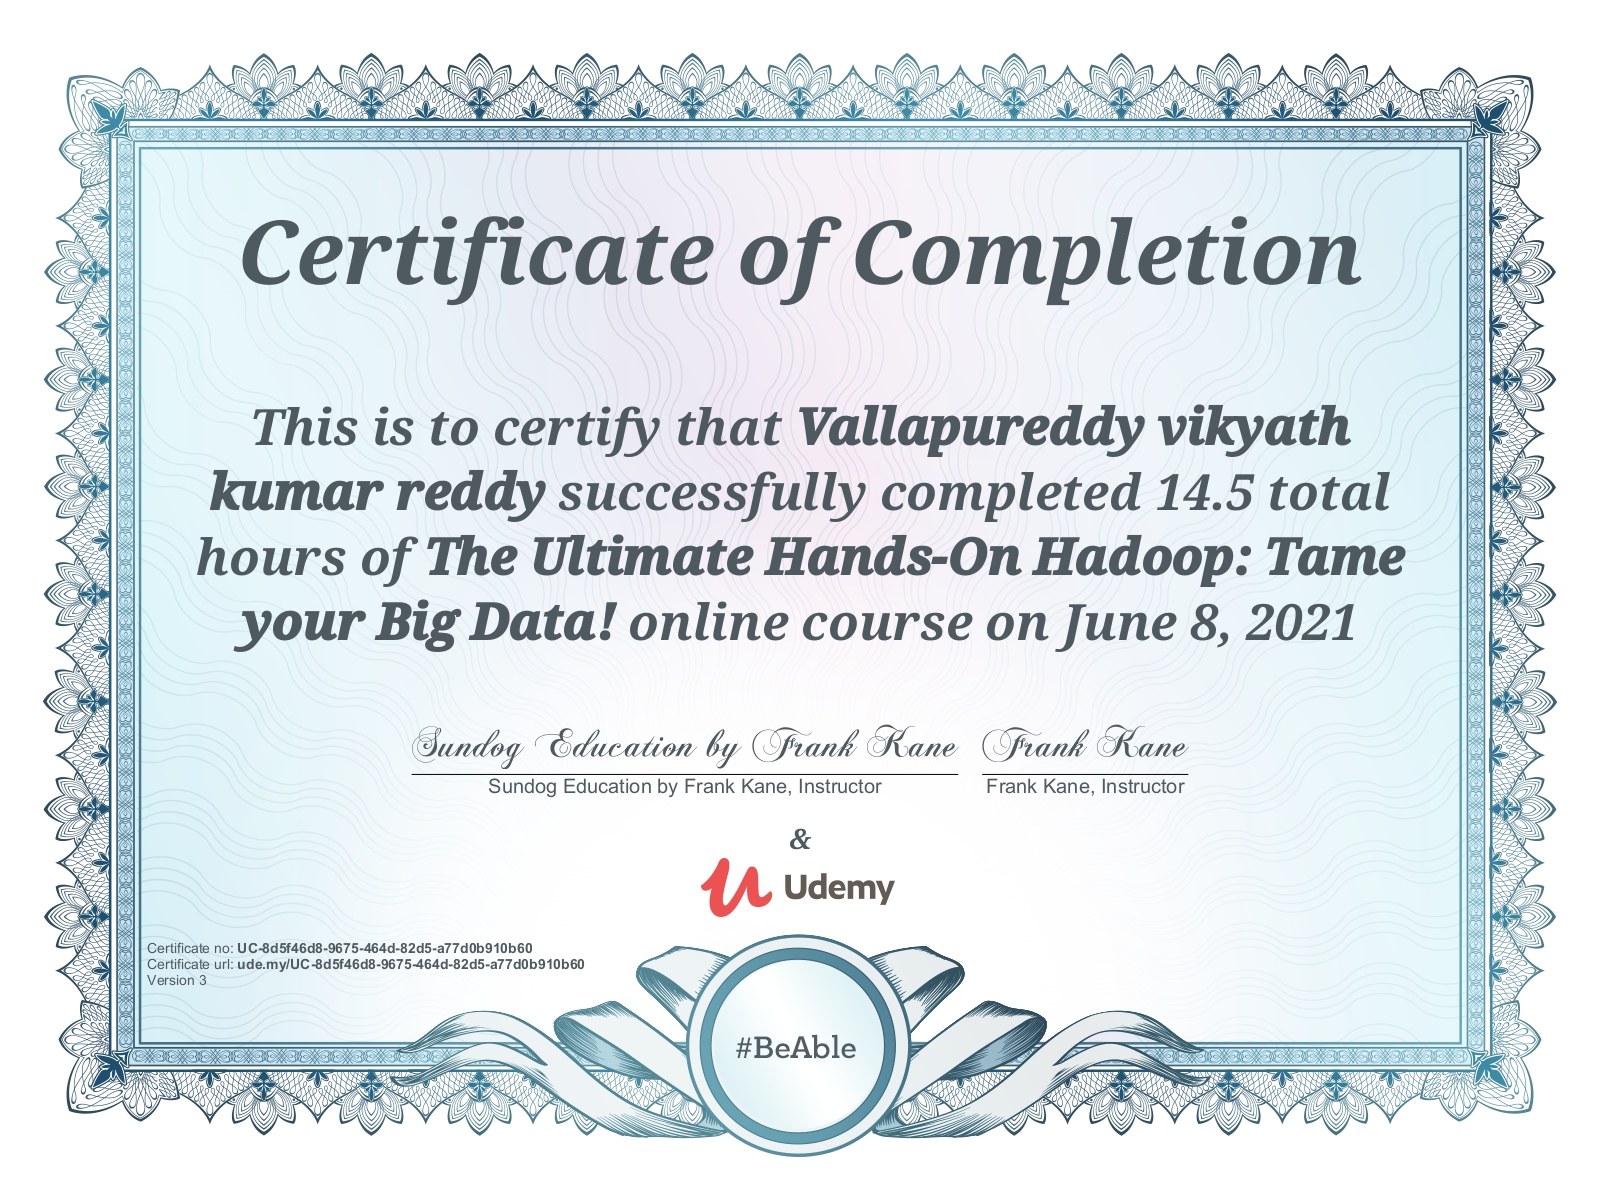 Certificate of Completion
This is to certify that Vallapureddy vikyath
kumar reddy successfully completed 14.5 total
hours of The Ultimate Hands-On Hadoop: Tame
your Big Data! online course on June 8, 2021
Sundog Education by Frank Kane Frank Kane
Sundog Education by Frank Kane, Instructor Frank Kane, Instructor
&
Udemy
Certificate no: UC-8d5f46d8-9675-464d-82d5-a77d0b910b60
Certificate url: ude.my/UC-8d5f46d8-9675-464d-82d5-a77d0b910b60
Version 3
#BeAble